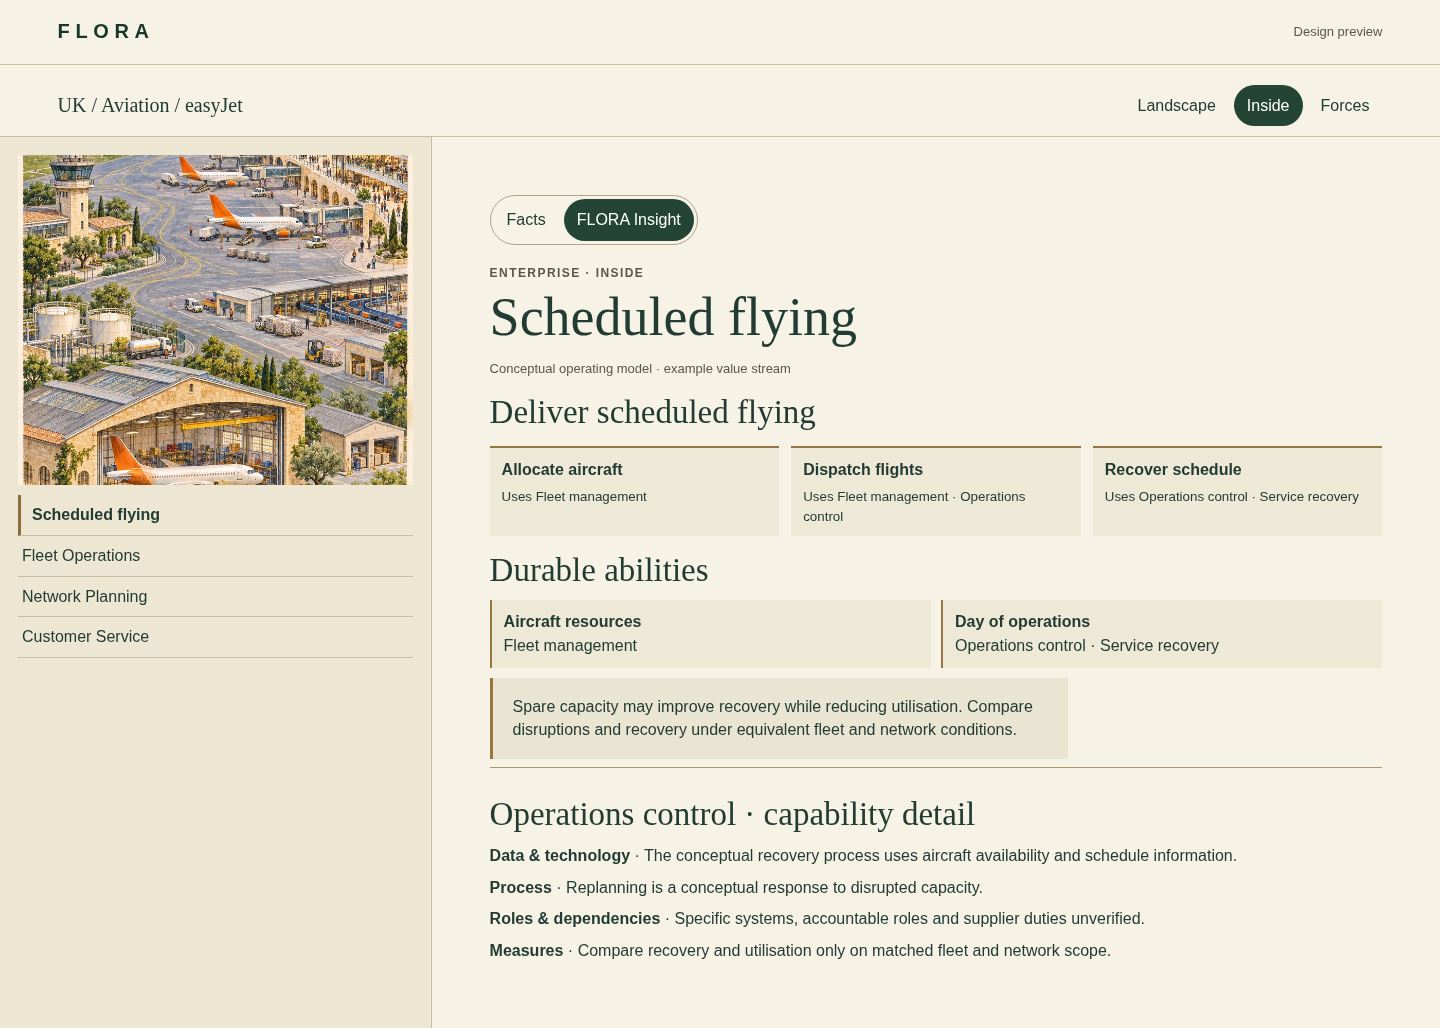 FLORA
Design preview
UK / Aviation / easyJet
Landscape
Inside
Forces
Scheduled flying
Fleet Operations
Network Planning
Customer Service
Facts
FLORA Insight
ENTERPRISE · INSIDE
Scheduled flying
Conceptual operating model · example value stream
Deliver scheduled flying
Allocate aircraft
Uses Fleet management
Dispatch flights
Uses Fleet management · Operations
control
Recover schedule
Uses Operations control · Service recovery
Durable abilities
Aircraft resources
Fleet management
Day of operations
Operations control · Service recovery
Spare capacity may improve recovery while reducing utilisation. Compare
disruptions and recovery under equivalent fleet and network conditions.
Operations control · capability detail
Data & technology · The conceptual recovery process uses aircraft availability and schedule information.
Process · Replanning is a conceptual response to disrupted capacity.
Roles & dependencies · Specific systems, accountable roles and supplier duties unverified.
Measures · Compare recovery and utilisation only on matched fleet and network scope.